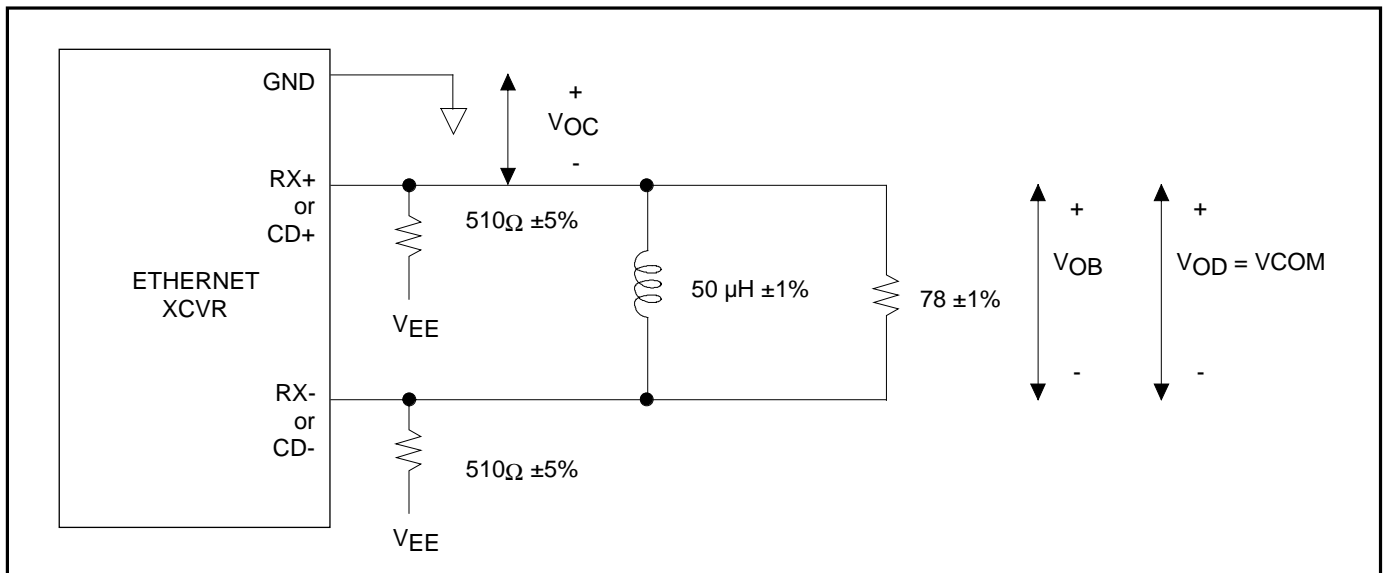 GND
+
VOC
-
RX+
or
CD+
510Ω ±5%
VEE
ETHERNET
XCVR
50 µH ±1%
78 ±1%
+
VOB
-
+
VOD = VCOM
-
RX-
or
CD-
510Ω ±5%
VEE